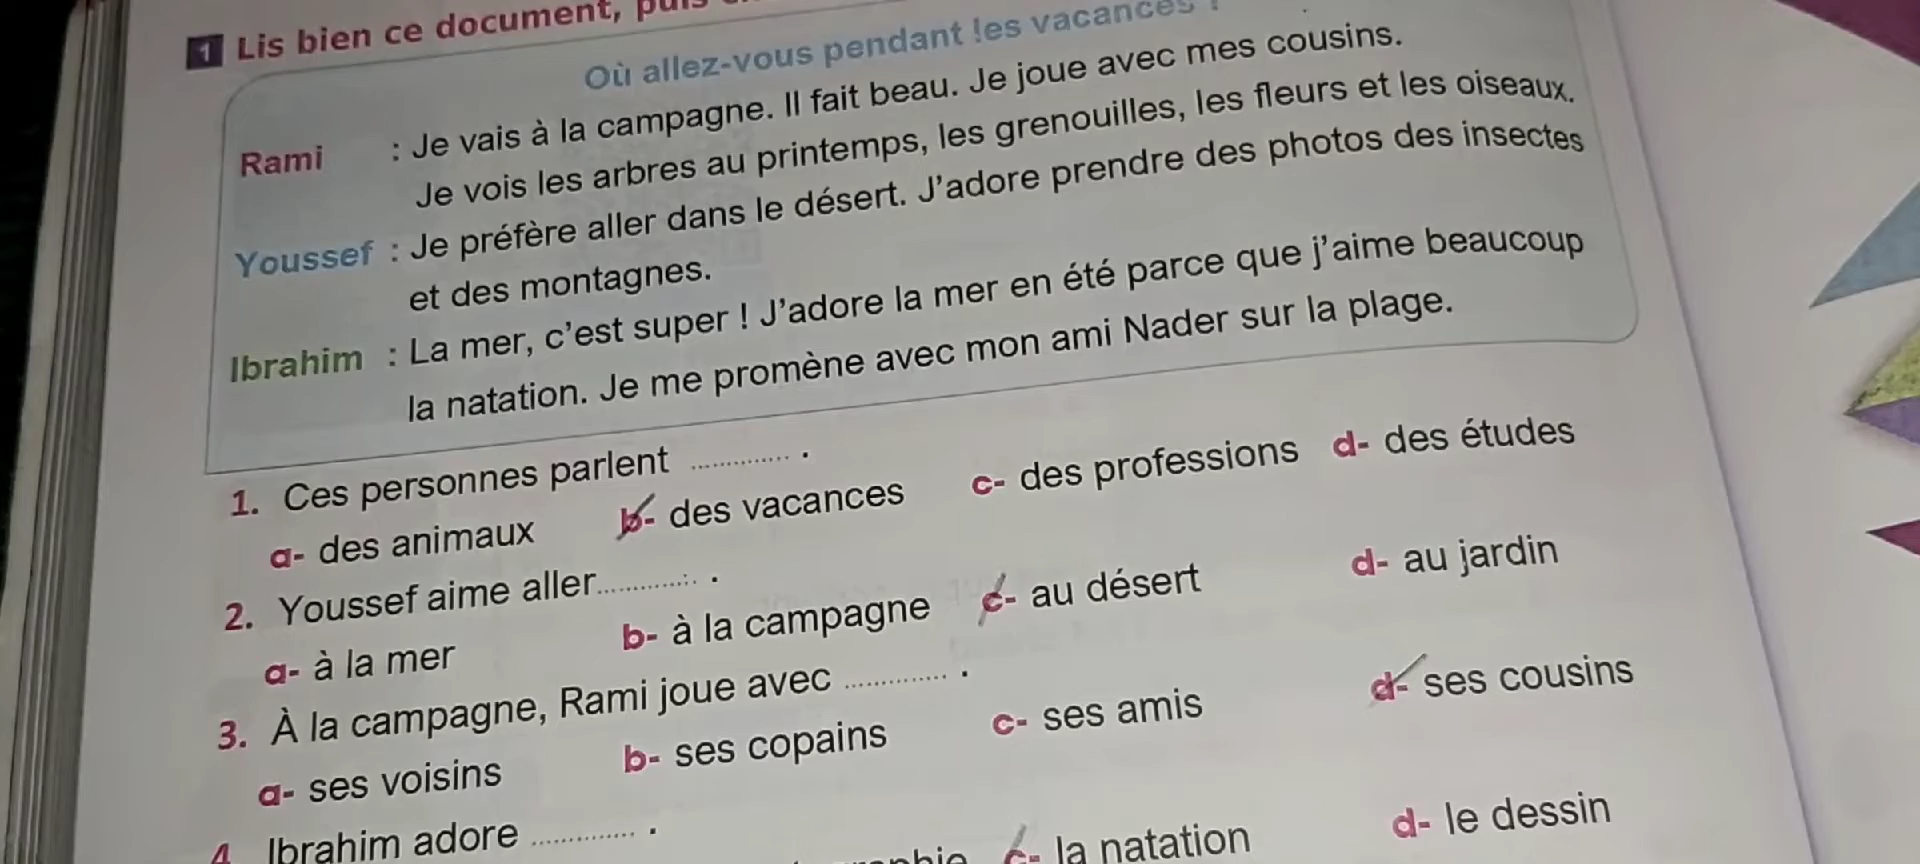 1 Lis bien ce document, puis
Où allez-vous pendant les vacances ?
Rami : Je vais à la campagne. Il fait beau. Je joue avec mes cousins.
Je vois les arbres au printemps, les grenouilles, les fleurs et les oiseaux.
Youssef : Je préfère aller dans le désert. J'adore prendre des photos des insectes
et des montagnes.
Ibrahim : La mer, c'est super ! J'adore la mer en été parce que j'aime beaucoup
la natation. Je me promène avec mon ami Nader sur la plage.
1. Ces personnes parlent ............. .
a- des animaux b- des vacances c- des professions d- des études
2. Youssef aime aller ............. .
a- à la mer b- à la campagne c- au désert d- au jardin
3. À la campagne, Rami joue avec ............. .
a- ses voisins b- ses copains c- ses amis d- ses cousins
4 Ibrahim adore ............. .
c- la natation d- le dessin